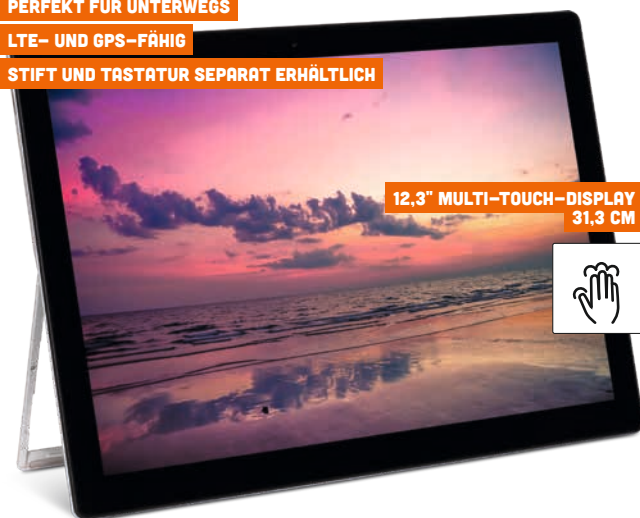 PERFEKT FÜR UNTERWEGS
LTE- UND GPS-FÄHIG
STIFT UND TASTATUR SEPARAT ERHÄLTLICH
12,3" MULTI-TOUCH-DISPLAY
31,3 CM